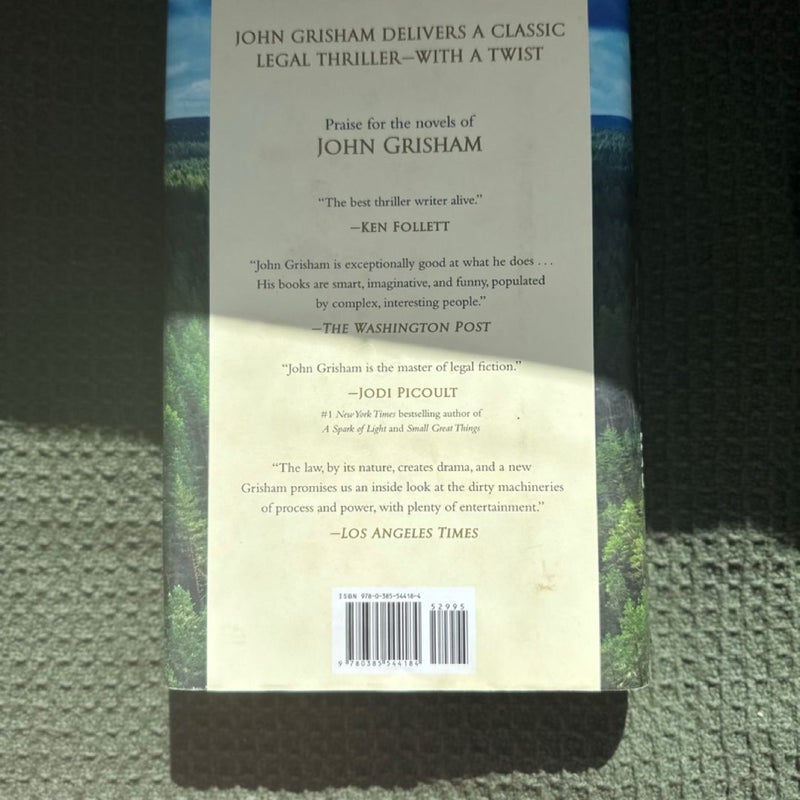 JOHN GRISHAM DELIVERS A CLASSIC
LEGAL THRILLER—WITH A TWIST
Praise for the novels of
JOHN GRISHAM
“The best thriller writer alive.”
—KEN FOLLETT
“John Grisham is exceptionally good at what he does . . .
His books are smart, imaginative, and funny, populated
by complex, interesting people.”
—THE WASHINGTON POST
“John Grisham is the master of legal fiction.”
—JODI PICOULT
#1 New York Times bestselling author of
A Spark of Light and Small Great Things
“The law, by its nature, creates drama, and a new
Grisham promises us an inside look at the dirty machineries
of process and power, with plenty of entertainment.”
—LOS ANGELES TIMES
ISBN 978-0-385-54418-4
52995
9 780385 544184